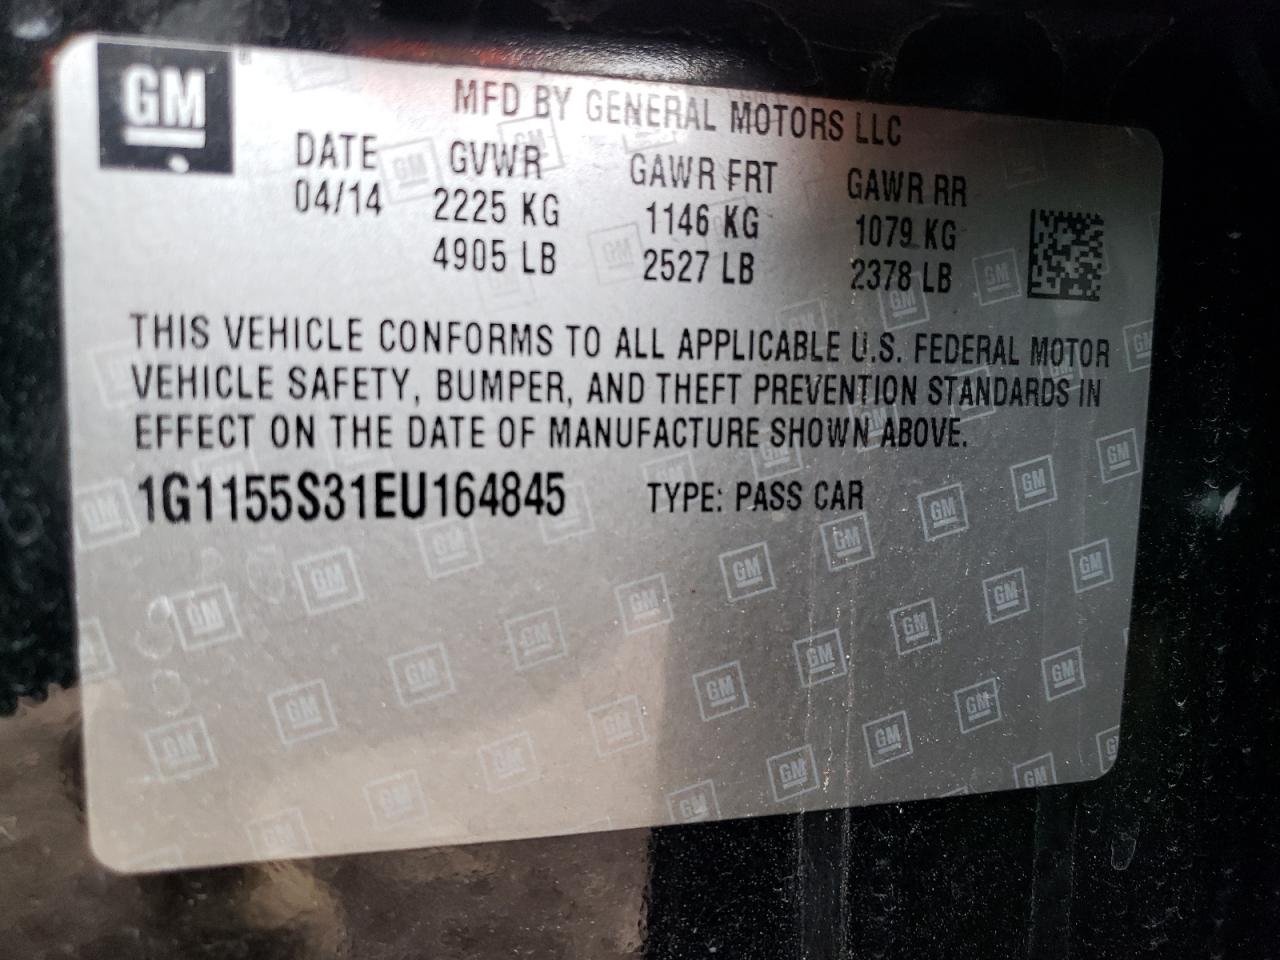 GM
MFD BY GENERAL MOTORS LLC
DATE GVWR GAWR FRT GAWR RR
04/14 2225 KG 1146 KG 1079 KG
4905 LB 2527 LB 2378 LB
THIS VEHICLE CONFORMS TO ALL APPLICABLE U.S. FEDERAL MOTOR
VEHICLE SAFETY, BUMPER, AND THEFT PREVENTION STANDARDS IN
EFFECT ON THE DATE OF MANUFACTURE SHOWN ABOVE.
1G1155S31EU164845 TYPE: PASS CAR